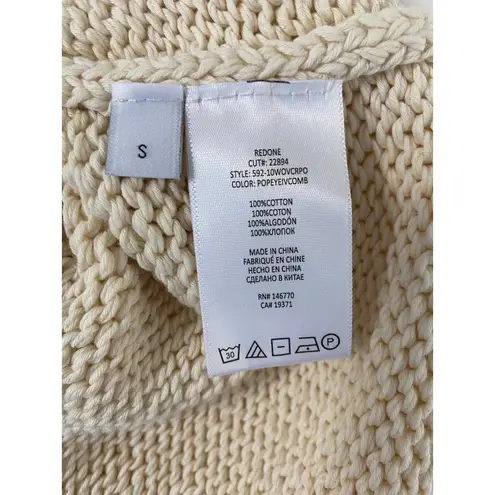 S
REDONE
CUT#: 22894
STYLE: 592-10WOVCRPO
COLOR: POPEYEIVCOMB
100%COTTON
100%COTON
100%ALGODÓN
100%ХЛОПОК
MADE IN CHINA
FABRIQUÉ EN CHINE
HECHO EN CHINA
СДЕЛАНО В КИТАЕ
RN# 146770
CA# 19371
30
P